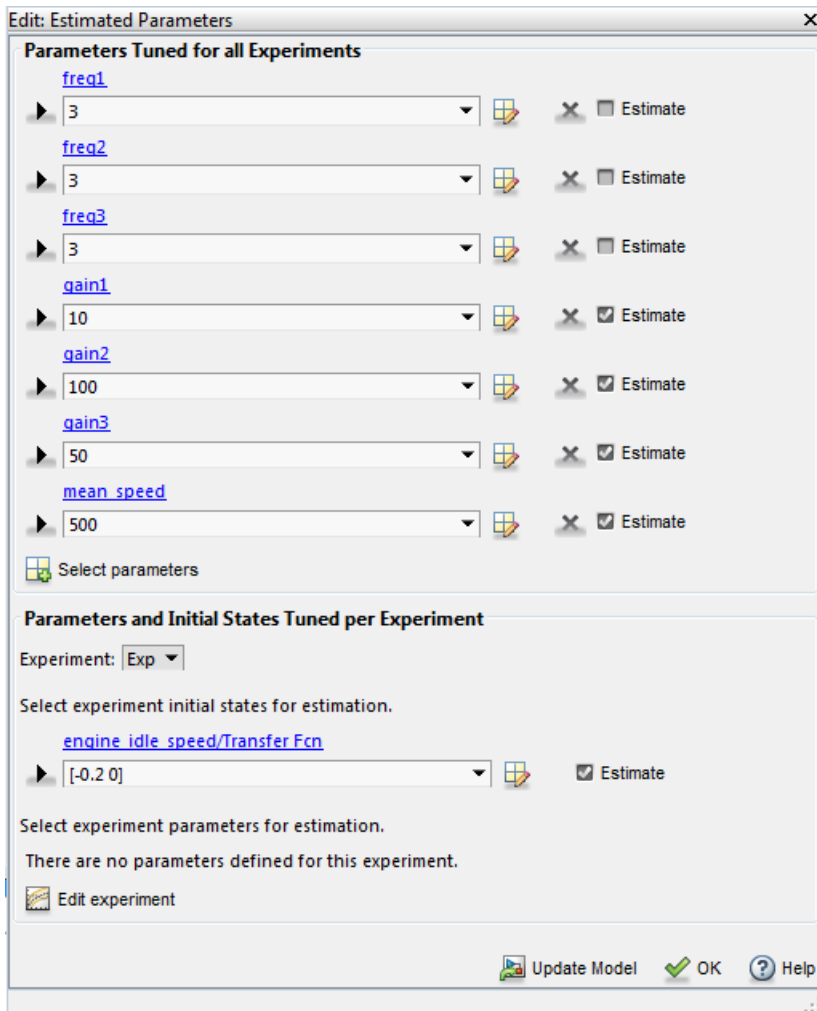 Edit: Estimated Parameters
Parameters Tuned for all Experiments
freq1
3
Estimate
freq2
3
Estimate
freq3
3
Estimate
gain1
10
Estimate
gain2
100
Estimate
gain3
50
Estimate
mean_speed
500
Estimate
Select parameters
Parameters and Initial States Tuned per Experiment
Experiment: Exp
Select experiment initial states for estimation.
engine_idle_speed/Transfer Fcn
[-0.2 0]
Estimate
Select experiment parameters for estimation.
There are no parameters defined for this experiment.
Edit experiment
Update Model OK Help